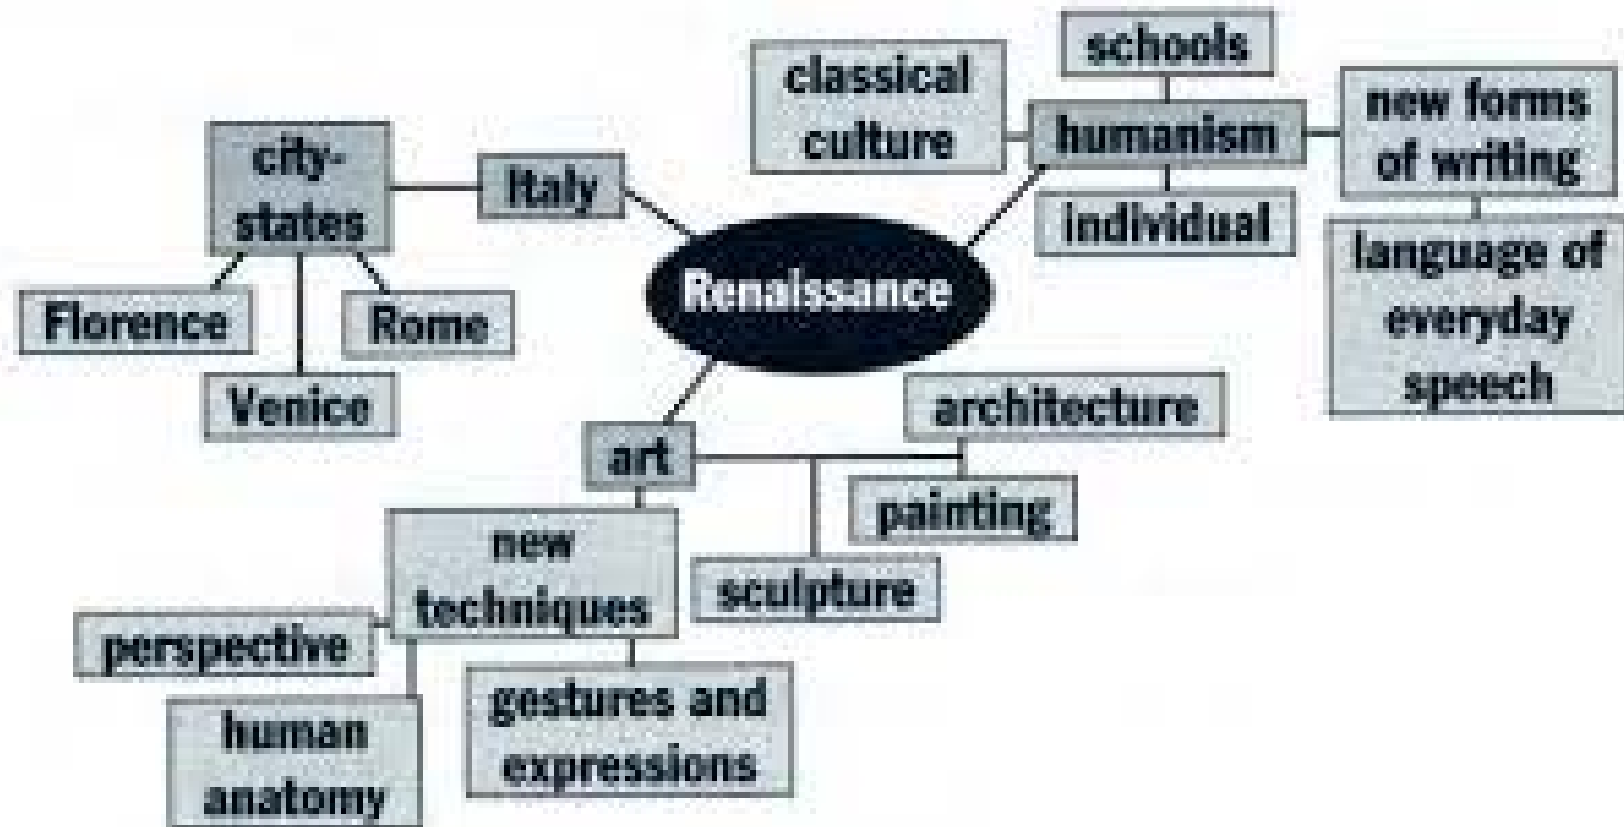 schools
classical
culture
humanism
new forms
of writing
individual
language of
everyday
speech
city-
states
Italy
Florence
Rome
Venice
Renaissance
art
architecture
painting
sculpture
new
techniques
perspective
human
anatomy
gestures and
expressions